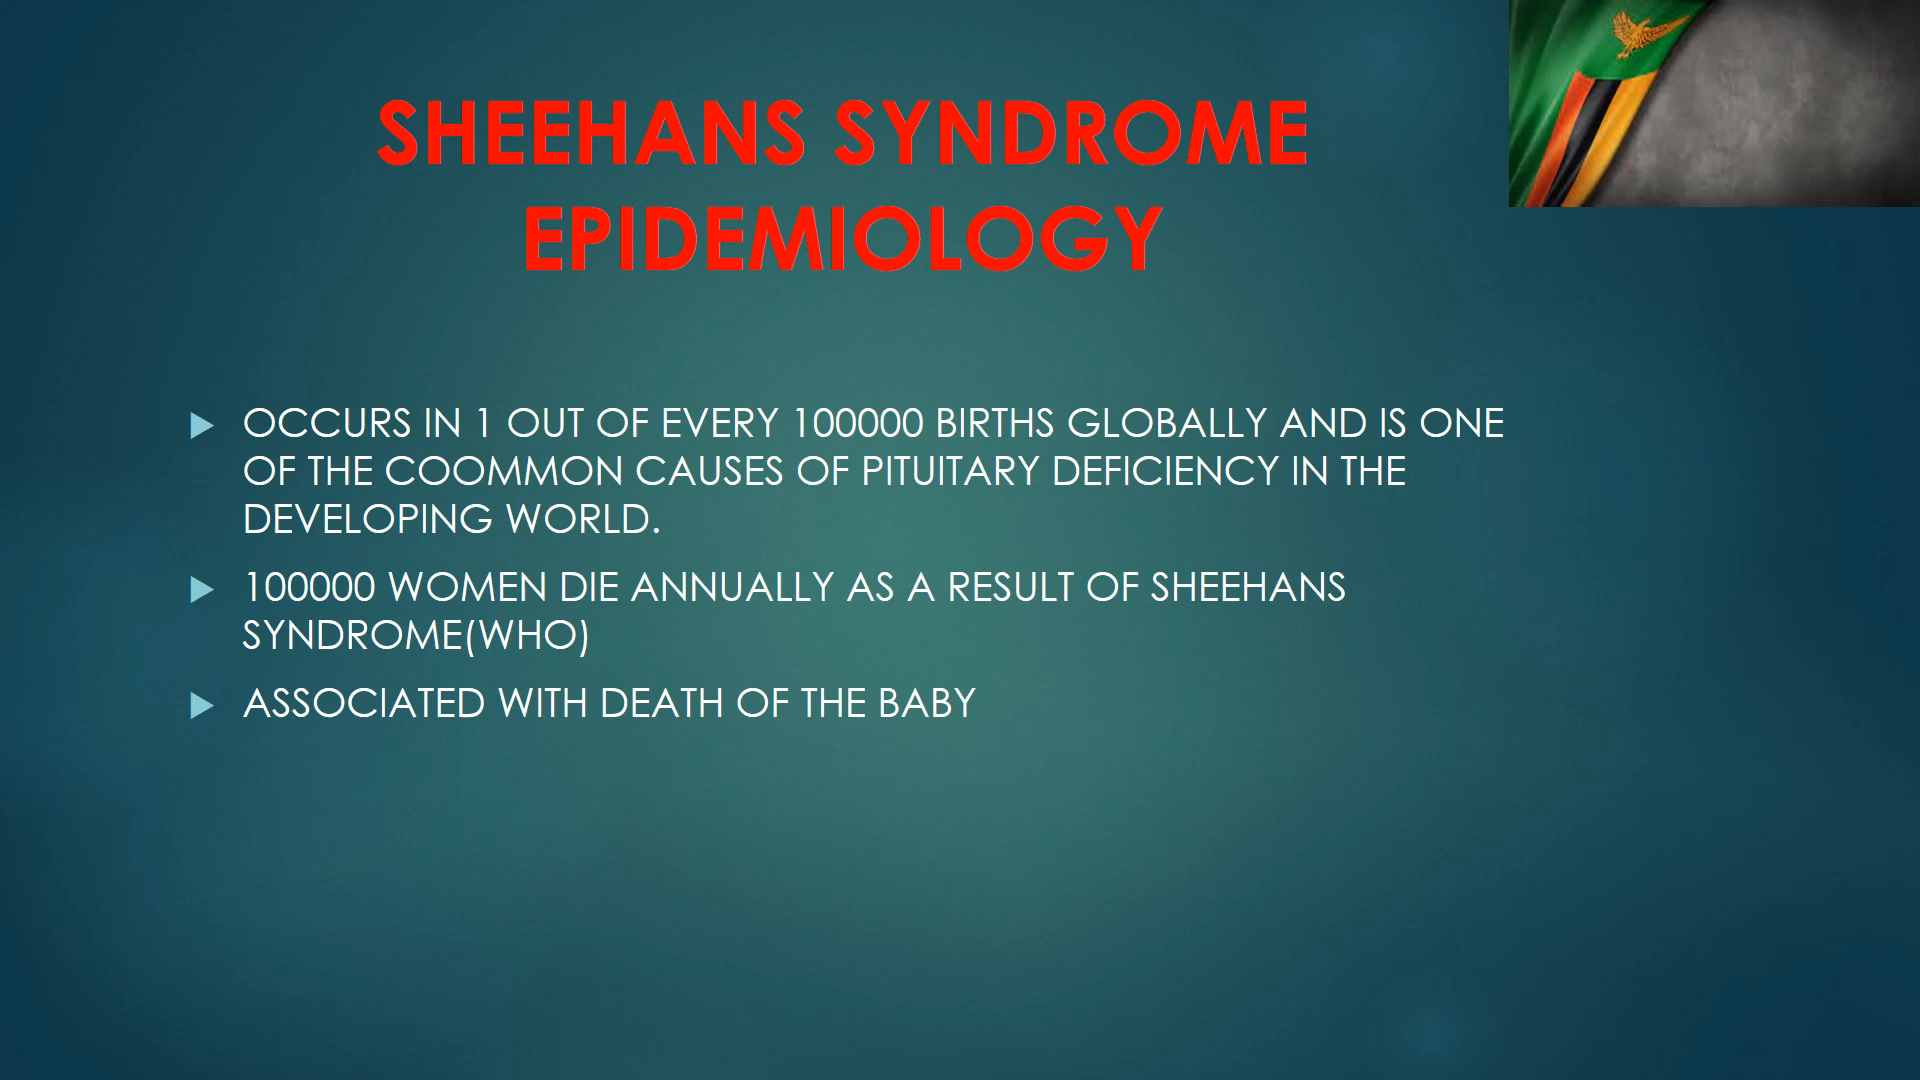 SHEEHANS SYNDROME
EPIDEMIOLOGY
OCCURS IN 1 OUT OF EVERY 100000 BIRTHS GLOBALLY AND IS ONE
OF THE COOMMON CAUSES OF PITUITARY DEFICIENCY IN THE
DEVELOPING WORLD.
100000 WOMEN DIE ANNUALLY AS A RESULT OF SHEEHANS
SYNDROME(WHO)
ASSOCIATED WITH DEATH OF THE BABY